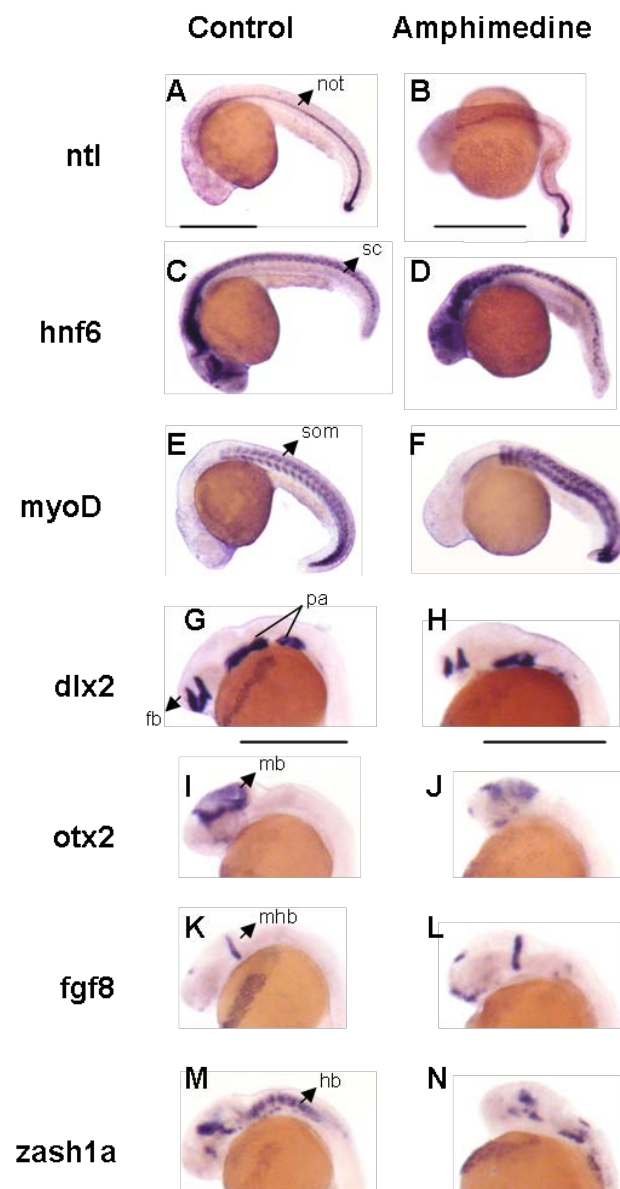 Control Amphimedine
A not B
ntl
C sc D
hnf6
E som F
myoD
G pa H
dlx2
fb
I mb J
otx2
K mhb L
fgf8
M hb N
zash1a